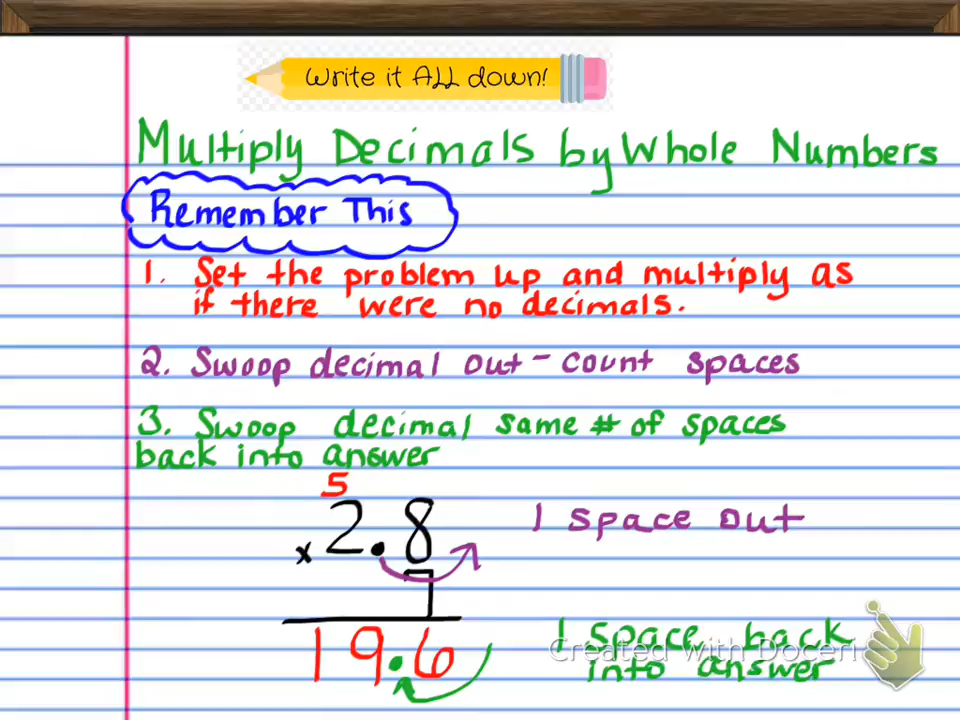 Write it ALL down!
Multiply Decimals by Whole Numbers
Remember This
1. Set the problem up and multiply as
if there were no decimals.
2. Swoop decimal out - count spaces
3. Swoop decimal same # of spaces
back into answer
5
2.8
1 space out
x 7
19.6
1 space back
into answer
Created with Doceri